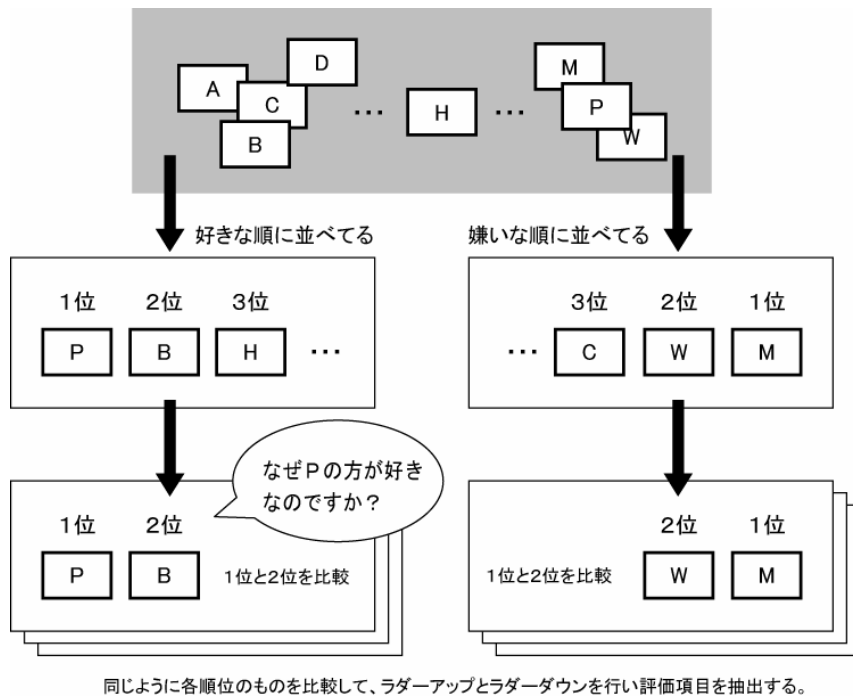 D
M
A
C
H
P
…
…
B
W
好きな順に並べてる
嫌いな順に並べてる
1位 2位 3位
P B H …
3位 2位 1位
… C W M
なぜPの方が好き
なのですか？
1位 2位
P B 1位と2位を比較
2位 1位
1位と2位を比較 W M
同じように各順位のものを比較して、ラダーアップとラダーダウンを行い評価項目を抽出する。